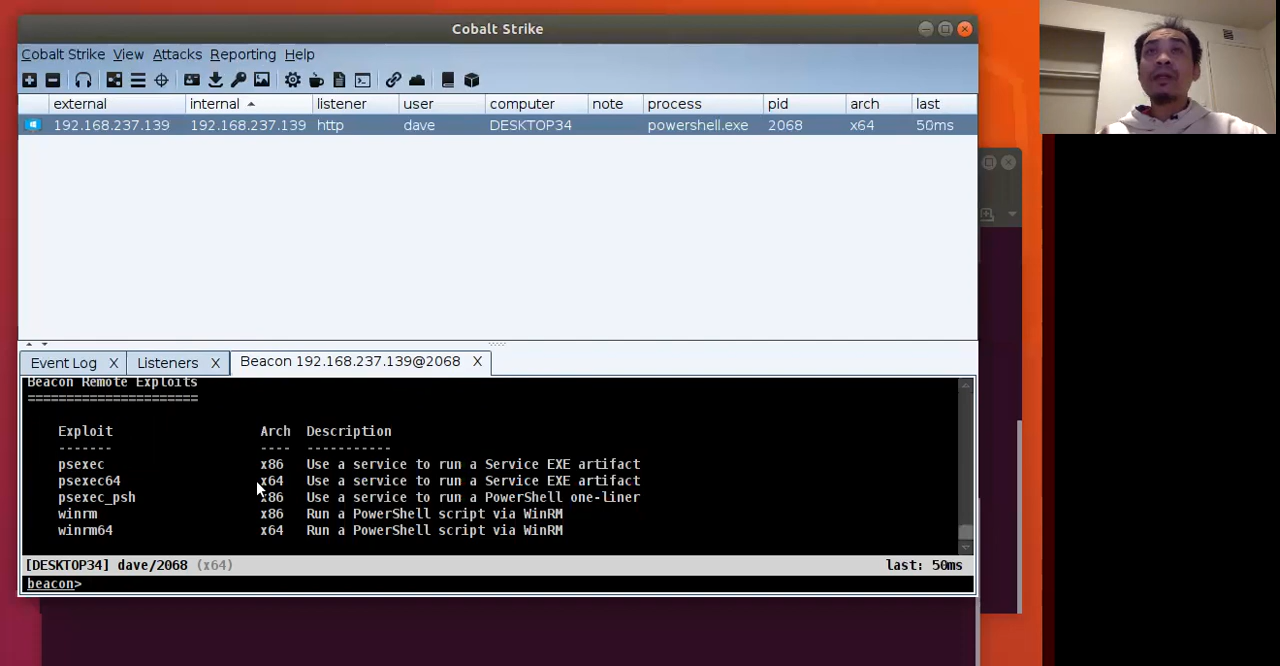 Cobalt Strike
Cobalt Strike View Attacks Reporting Help
external internal listener user computer note process pid arch last
192.168.237.139 192.168.237.139 http dave DESKTOP34 powershell.exe 2068 x64 50ms
Event Log X Listeners X Beacon 192.168.237.139@2068 X
Beacon Remote Exploits
======================
Exploit Arch Description
------- ---- -----------
psexec x86 Use a service to run a Service EXE artifact
psexec64 x64 Use a service to run a Service EXE artifact
psexec_psh x86 Use a service to run a PowerShell one-liner
winrm x86 Run a PowerShell script via WinRM
winrm64 x64 Run a PowerShell script via WinRM
[DESKTOP34] dave/2068 (x64) last: 50ms
beacon>